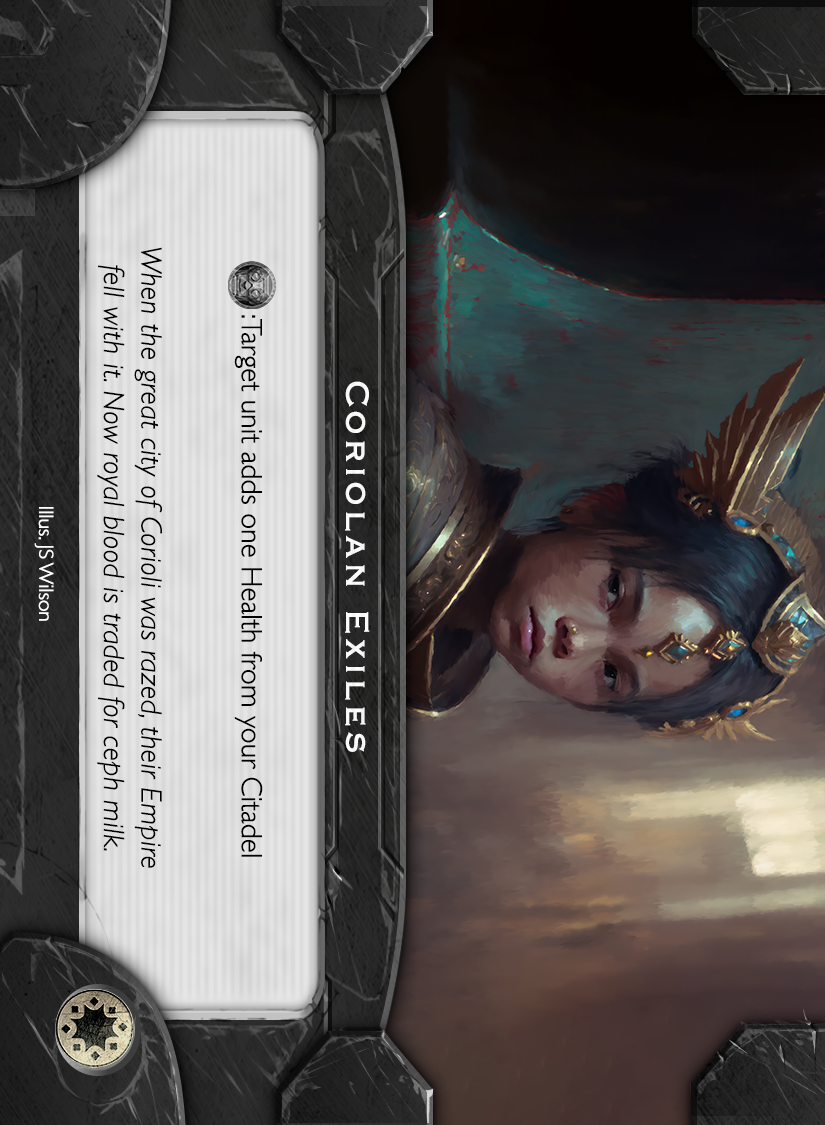 Coriolan Exiles
:Target unit adds one Health from your Citadel
When the great city of Corioli was razed, their Empire
fell with it. Now royal blood is traded for ceph milk.
Illus. JS Wilson